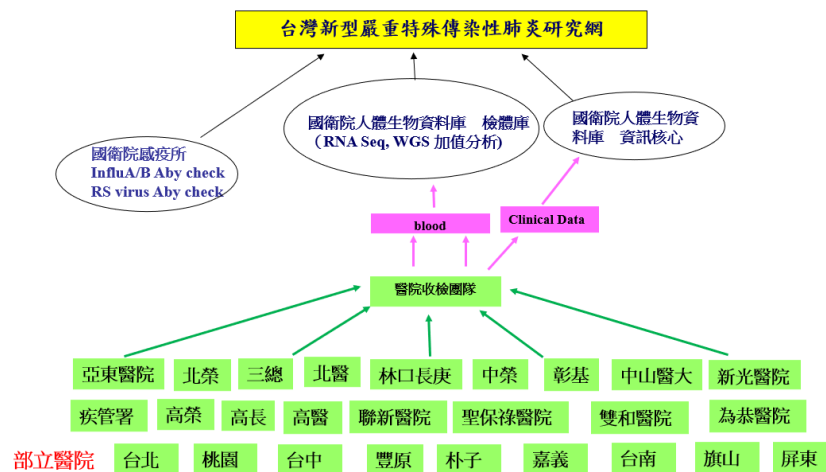 台灣新型嚴重特殊傳染性肺炎研究網
國衛院人體生物資料庫 檢體庫
（RNA Seq, WGS 加值分析)
國衛院人體生物資
料庫 資訊核心
國衛院感疫所
InfluA/B Aby check
RS virus Aby check
blood
Clinical Data
醫院收檢團隊
亞東醫院 北榮 三總 北醫 林口長庚 中榮 彰基 中山醫大 新光醫院
疾管署 高榮 高長 高醫 聯新醫院 聖保祿醫院 雙和醫院 為恭醫院
部立醫院 台北 桃園 台中 豐原 朴子 嘉義 台南 旗山 屏東